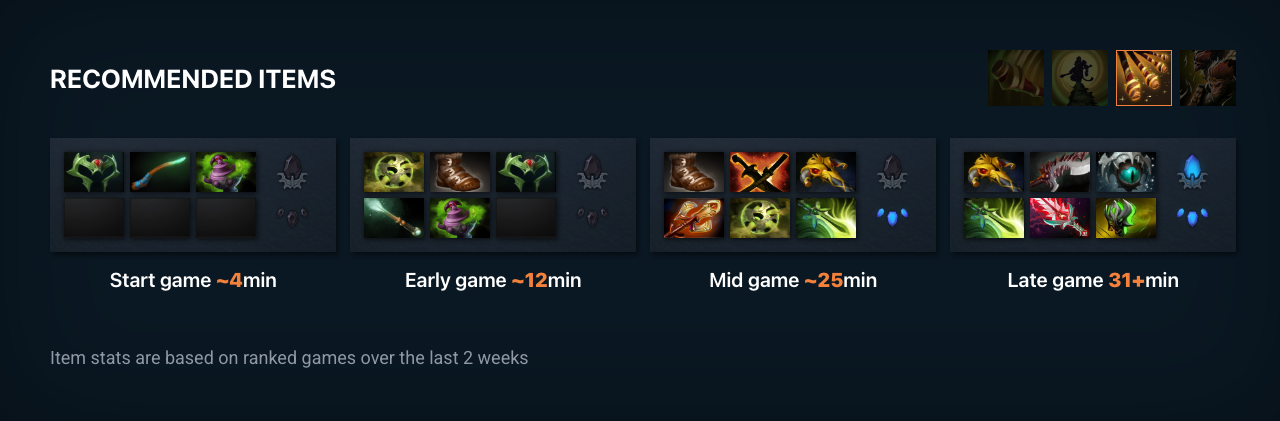 RECOMMENDED ITEMS
Start game ~4min
Early game ~12min
Mid game ~25min
Late game 31+min
Item stats are based on ranked games over the last 2 weeks